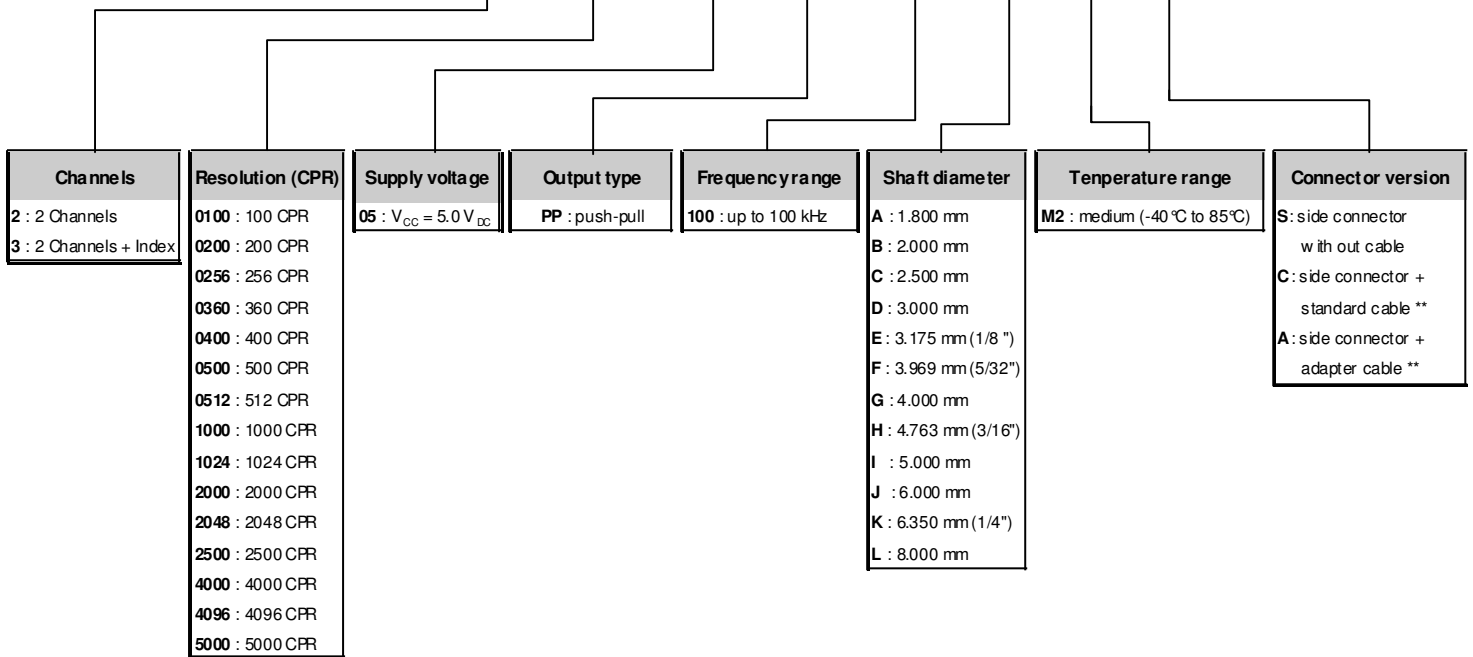 Channels
2 : 2 Channels
3 : 2 Channels + Index
Resolution (CPR)
0100 : 100 CPR
0200 : 200 CPR
0256 : 256 CPR
0360 : 360 CPR
0400 : 400 CPR
0500 : 500 CPR
0512 : 512 CPR
1000 : 1000 CPR
1024 : 1024 CPR
2000 : 2000 CPR
2048 : 2048 CPR
2500 : 2500 CPR
4000 : 4000 CPR
4096 : 4096 CPR
5000 : 5000 CPR
Supply voltage
05 : VCC = 5.0 VDC
Output type
PP : push-pull
Frequency range
100 : up to 100 kHz
Shaft diameter
A : 1.800 mm
B : 2.000 mm
C : 2.500 mm
D : 3.000 mm
E : 3.175 mm (1/8 ")
F : 3.969 mm (5/32")
G : 4.000 mm
H : 4.763 mm (3/16")
I : 5.000 mm
J : 6.000 mm
K : 6.350 mm (1/4")
L : 8.000 mm
Tenperature range
M2 : medium (-40 °C to 85°C)
Connector version
S: side connector
with out cable
C: side connector +
standard cable **
A: side connector +
adapter cable **